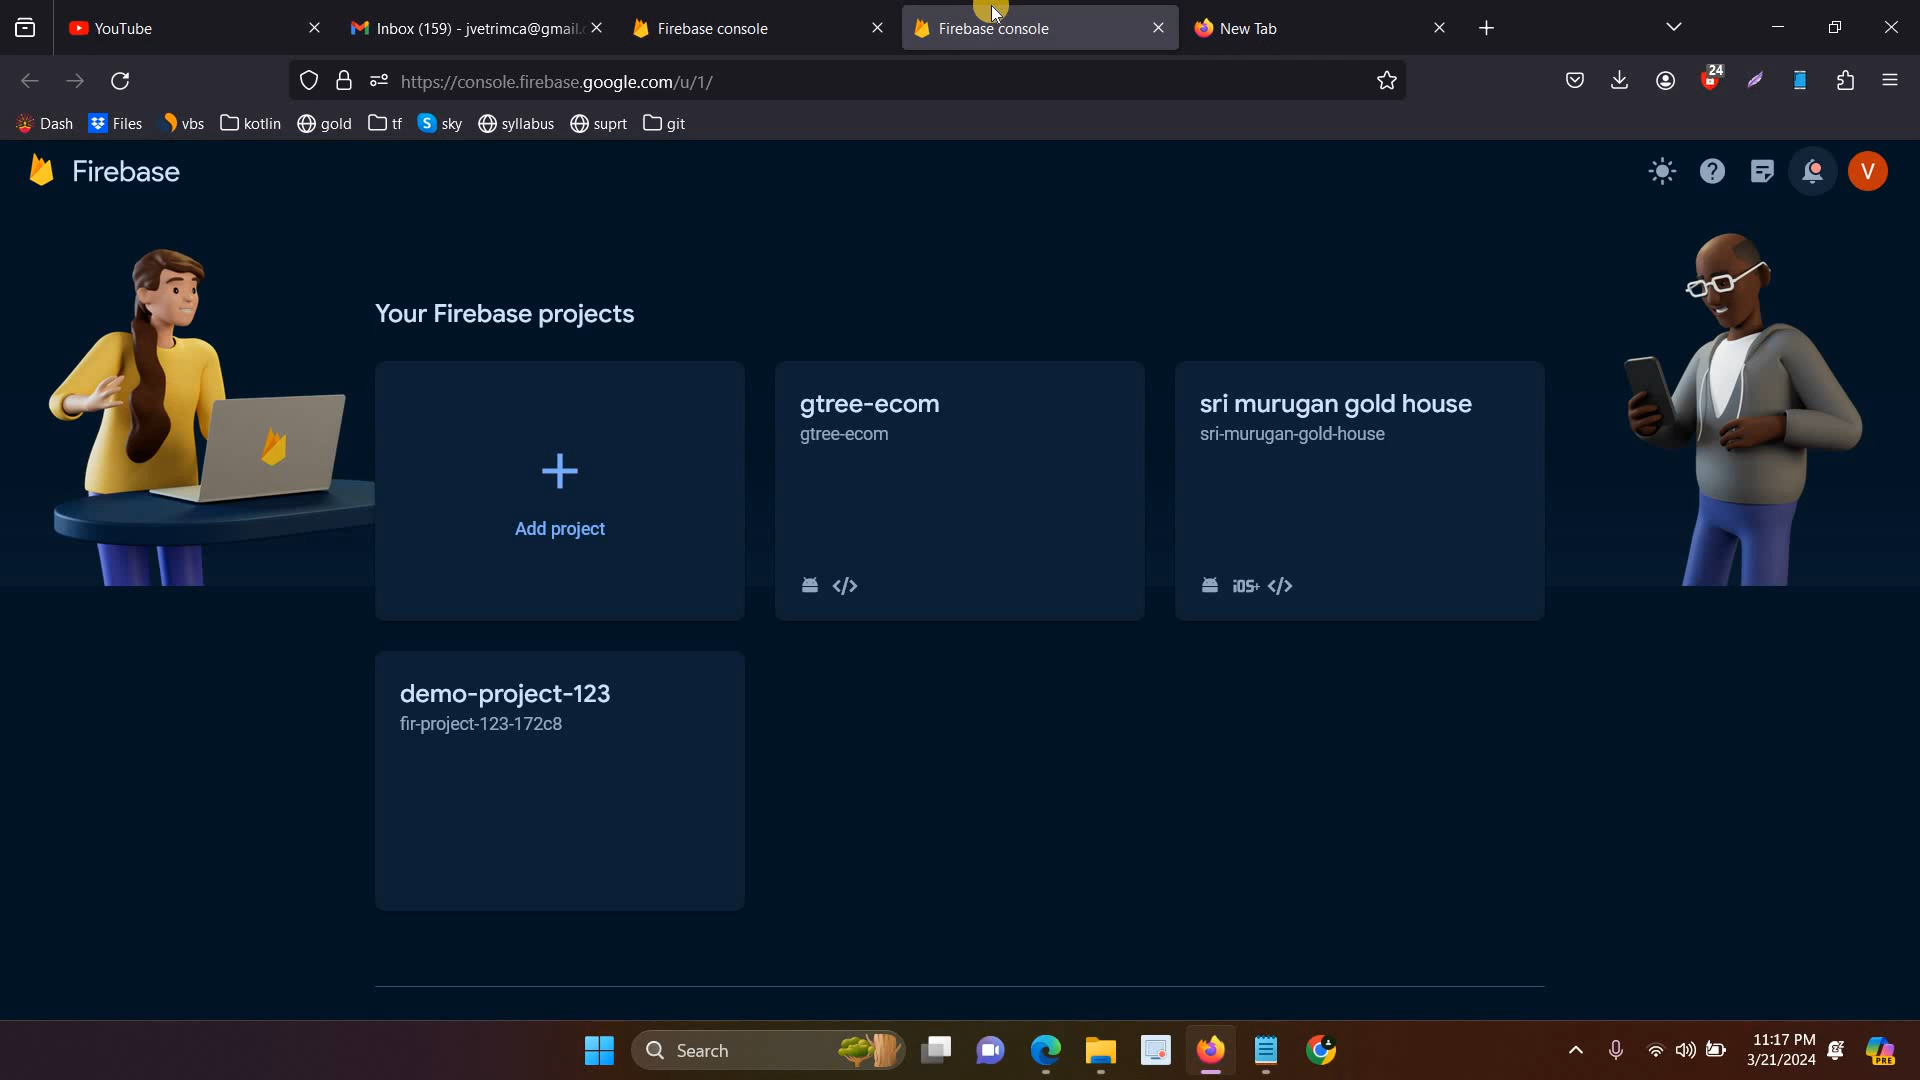 YouTube
Inbox (159) - jvetrimca@gmail.c
Firebase console
Firebase console
New Tab
https://console.firebase.google.com/u/1/
24
Dash
Files
vbs
kotlin
gold
tf
S sky
syllabus
suprt
git
Firebase
V
Your Firebase projects
Add project
gtree-ecom
gtree-ecom
</>
sri murugan gold house
sri-murugan-gold-house
iOS+ </>
demo-project-123
fir-project-123-172c8
Search
11:17 PM
3/21/2024
PRE